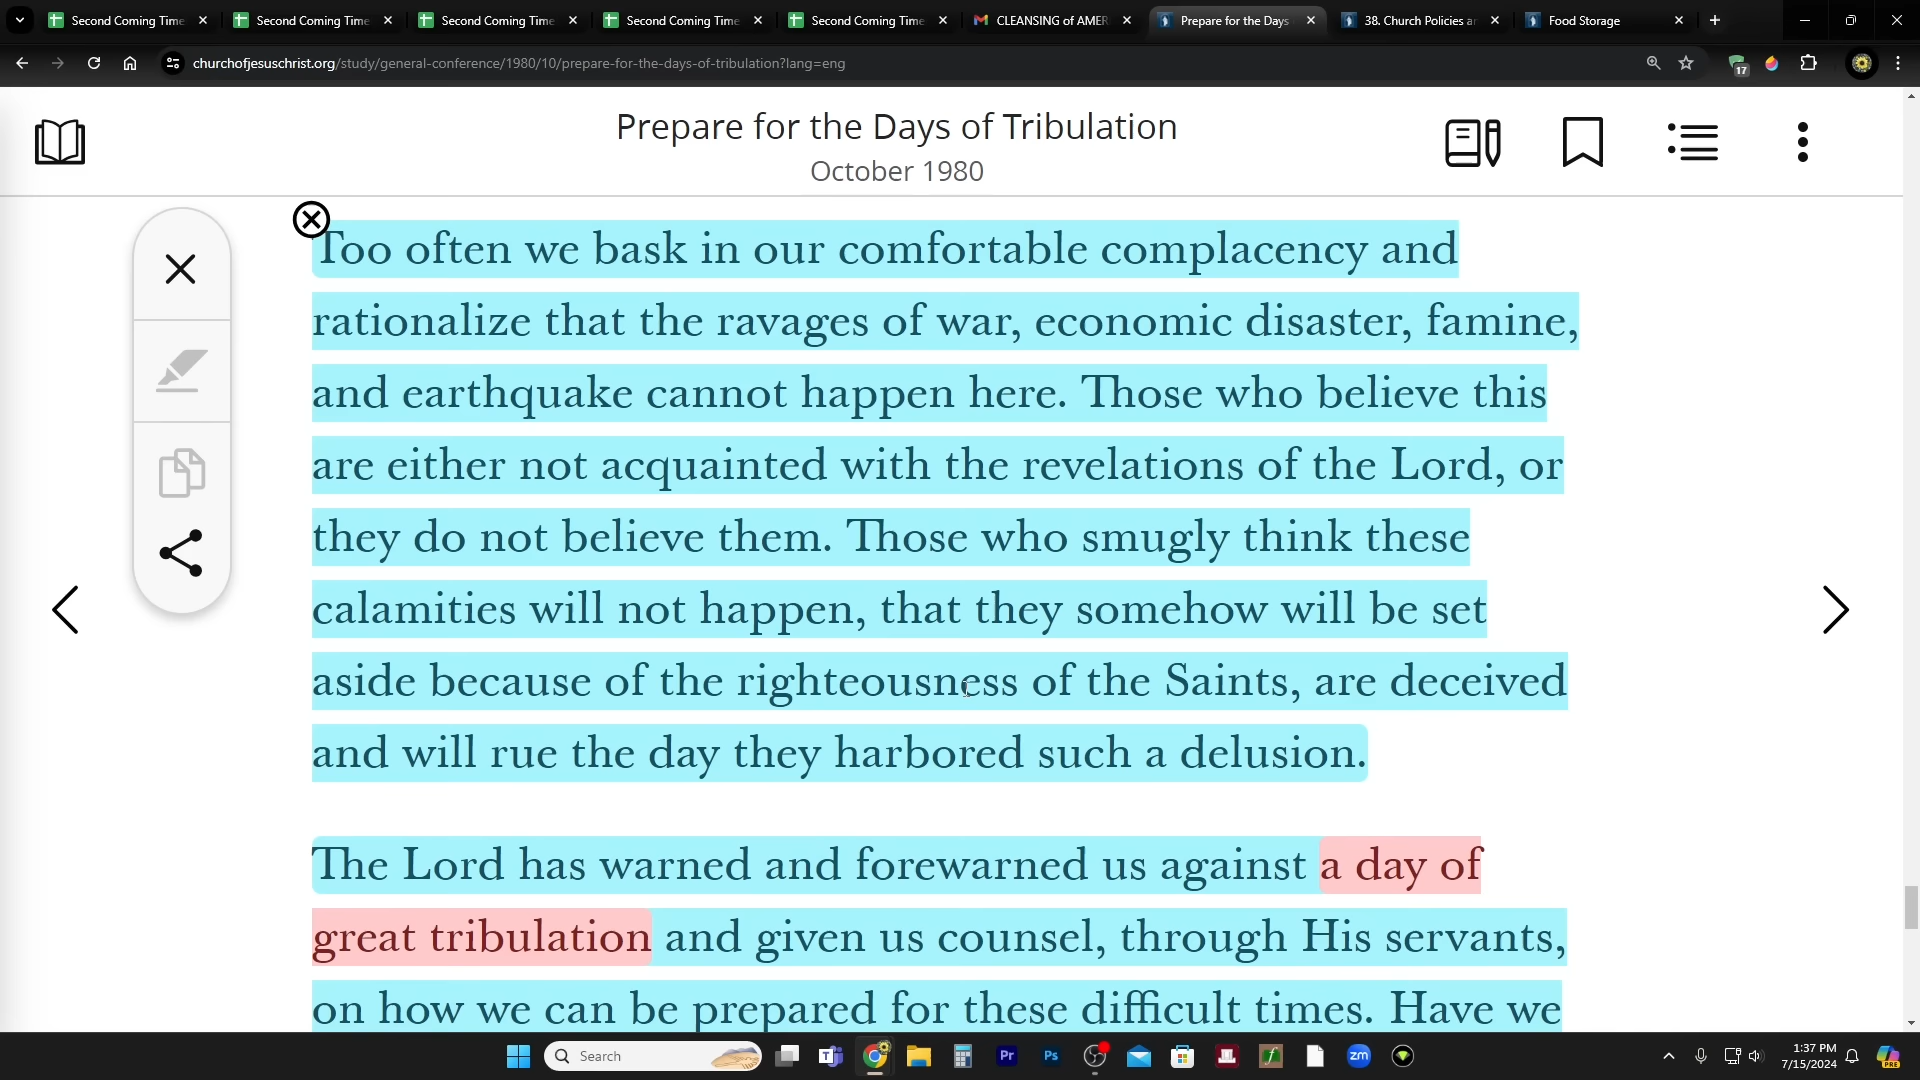 Second Coming Time
Second Coming Time
Second Coming Time
Second Coming Time
Second Coming Time
CLEANSING of AMER
Prepare for the Days
38. Church Policies ar
Food Storage
churchofjesuschrist.org/study/general-conference/1980/10/prepare-for-the-days-of-tribulation?lang=eng
17
Prepare for the Days of Tribulation
October 1980
Too often we bask in our comfortable complacency and
rationalize that the ravages of war, economic disaster, famine,
and earthquake cannot happen here. Those who believe this
are either not acquainted with the revelations of the Lord, or
they do not believe them. Those who smugly think these
calamities will not happen, that they somehow will be set
aside because of the righteousness of the Saints, are deceived
and will rue the day they harbored such a delusion.
The Lord has warned and forewarned us against a day of
great tribulation and given us counsel, through His servants,
on how we can be prepared for these difficult times. Have we
Search
Pr
Ps
zm
1:37 PM
7/15/2024
PRE